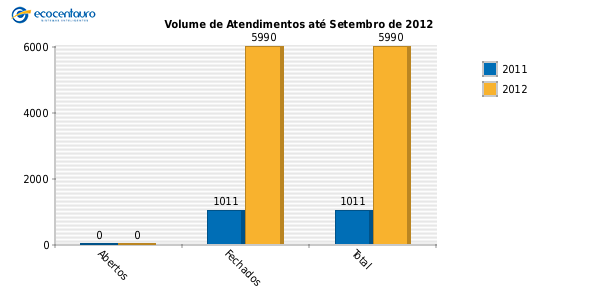 ecocentauro
Volume de Atendimentos até Setembro de 2012
5990
5990
6000
4000
2000
0
1011
1011
0
0
Abertos
Fechados
Total
2011
2012